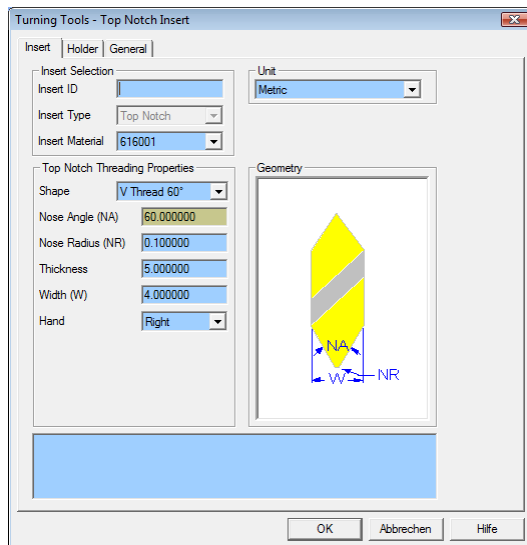 Turning Tools - Top Notch Insert
Insert Holder General
Insert Selection
Insert ID
Insert Type Top Notch
Insert Material 616001
Unit
Metric
Top Notch Threading Properties
Shape V Thread 60°
Nose Angle (NA) 60.000000
Nose Radius (NR) 0.100000
Thickness 5.000000
Width (W) 4.000000
Hand Right
Geometry
NA
W NR
OK Abbrechen Hilfe